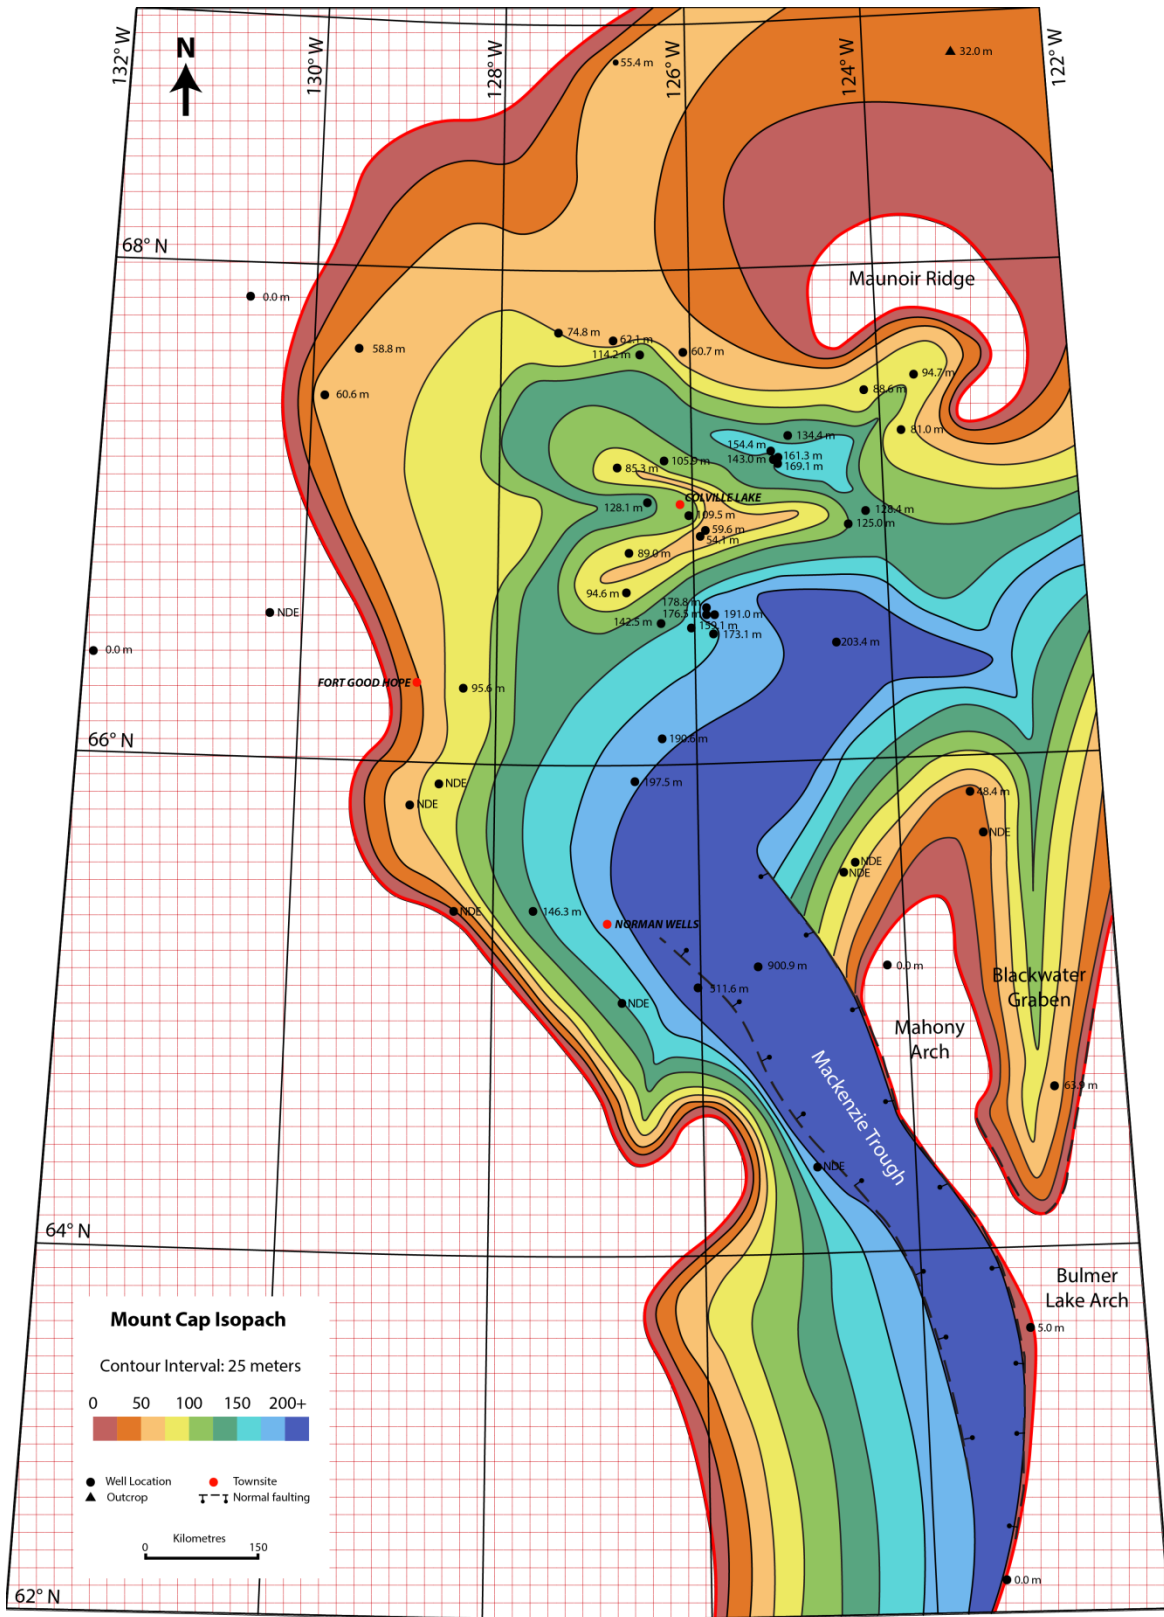 132° W
N
130° W
128° W
126° W
124° W
122° W
55.4 m
32.0 m
68° N
Maunoir Ridge
0.0 m
74.8 m
62.1 m
58.8 m
114.2 m
60.7 m
94.7 m
88.6 m
60.6 m
81.0 m
134.4 m
154.4 m
161.3 m
143.0 m
169.1 m
105.9 m
85.3 m
COLVILLE LAKE
128.1 m
109.5 m
128.4 m
125.0 m
59.6 m
54.1 m
89.0 m
94.6 m
178.8 m
176.5 m
191.0 m
NDE
142.5 m
159.1 m
173.1 m
203.4 m
0.0 m
FORT GOOD HOPE
95.6 m
66° N
190.6 m
197.5 m
NDE
NDE
48.4 m
NDE
NDE
NDE
NDE
146.3 m
NORMAN WELLS
900.9 m
0.0 m
311.6 m
Blackwater
Graben
NDE
Mahony
Arch
Mackenzie Trough
63.9 m
NDE
64° N
Bulmer
Lake Arch
5.0 m
Mount Cap Isopach
Contour Interval: 25 meters
0 50 100 150 200+
Well Location
Townsite
Outcrop
Normal faulting
Kilometres
0 150
0.0 m
62° N